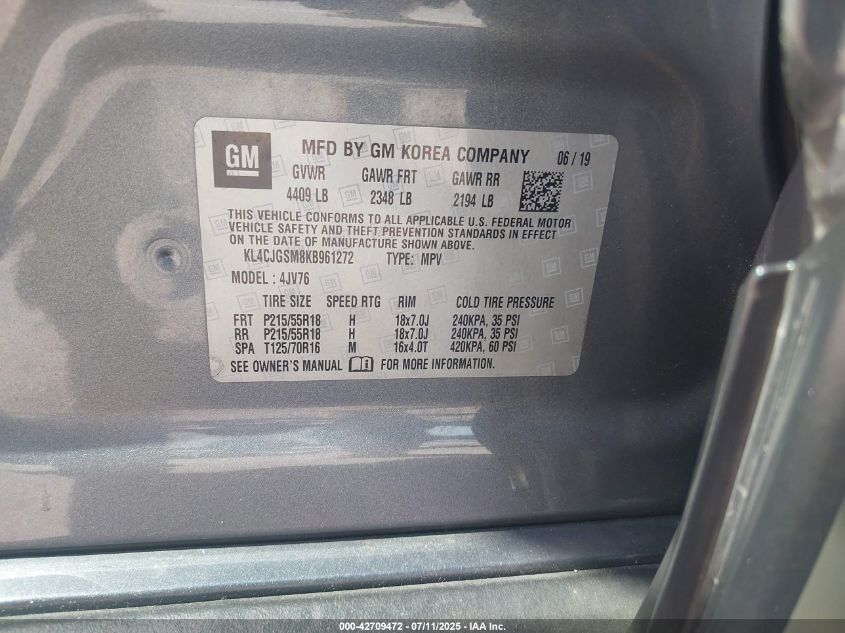 GM
MFD BY GM KOREA COMPANY 06/19
GVWR GAWR FRT GAWR RR
4409 LB 2348 LB 2194 LB
THIS VEHICLE CONFORMS TO ALL APPLICABLE U.S. FEDERAL MOTOR
VEHICLE SAFETY AND THEFT PREVENTION STANDARDS IN EFFECT
ON THE DATE OF MANUFACTURE SHOWN ABOVE.
KL4CJGSM8KB961272 TYPE: MPV
MODEL: 4JV76
TIRE SIZE SPEED RTG RIM COLD TIRE PRESSURE
FRT P215/55R18 H 18x7.0J 240KPA, 35 PSI
RR P215/55R18 H 18x7.0J 240KPA, 35 PSI
SPA T125/70R16 M 16x4.0T 420KPA, 60 PSI
SEE OWNER'S MANUAL i FOR MORE INFORMATION.
000-42709472 07/11/2025 - IAA Inc.